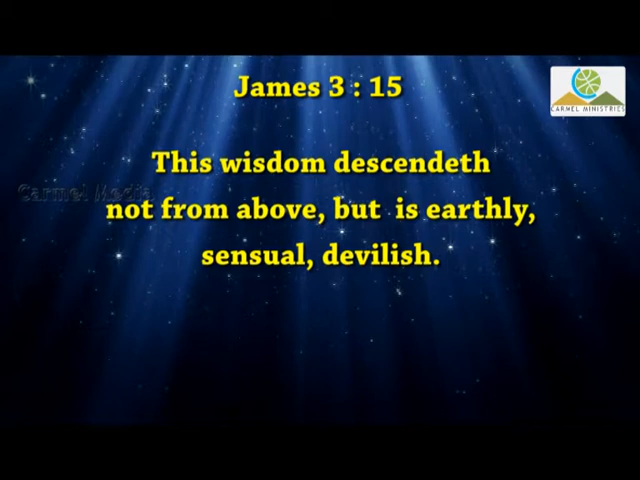 James 3 : 15
CARMEL MINISTRIES
This wisdom descendeth
Carmel Media
not from above, but is earthly,
sensual, devilish.